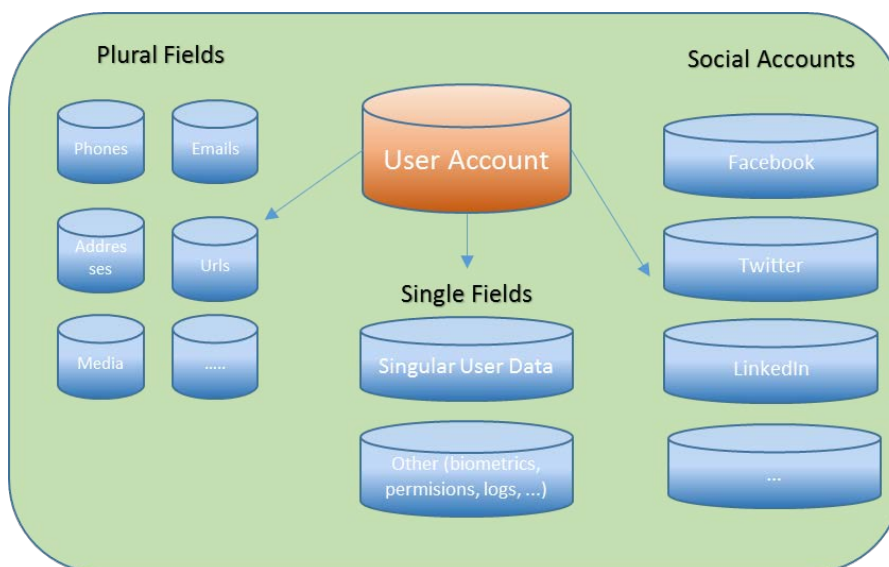 Plural Fields
Social Accounts
User Account
Phones
Emails
Facebook
Addres
ses
Urls
Twitter
Single Fields
Media
.....
Singular User Data
LinkedIn
Other (biometrics,
permisions, logs, ...)
...